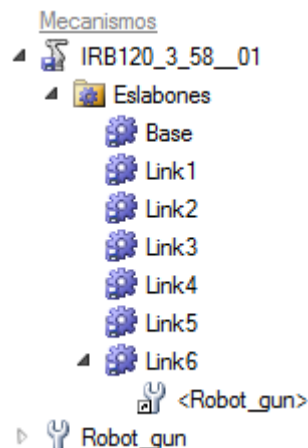 Mecanismos
IRB120_3_58__01
Eslabones
Base
Link1
Link2
Link3
Link4
Link5
Link6
<Robot_gun>
Robot_gun